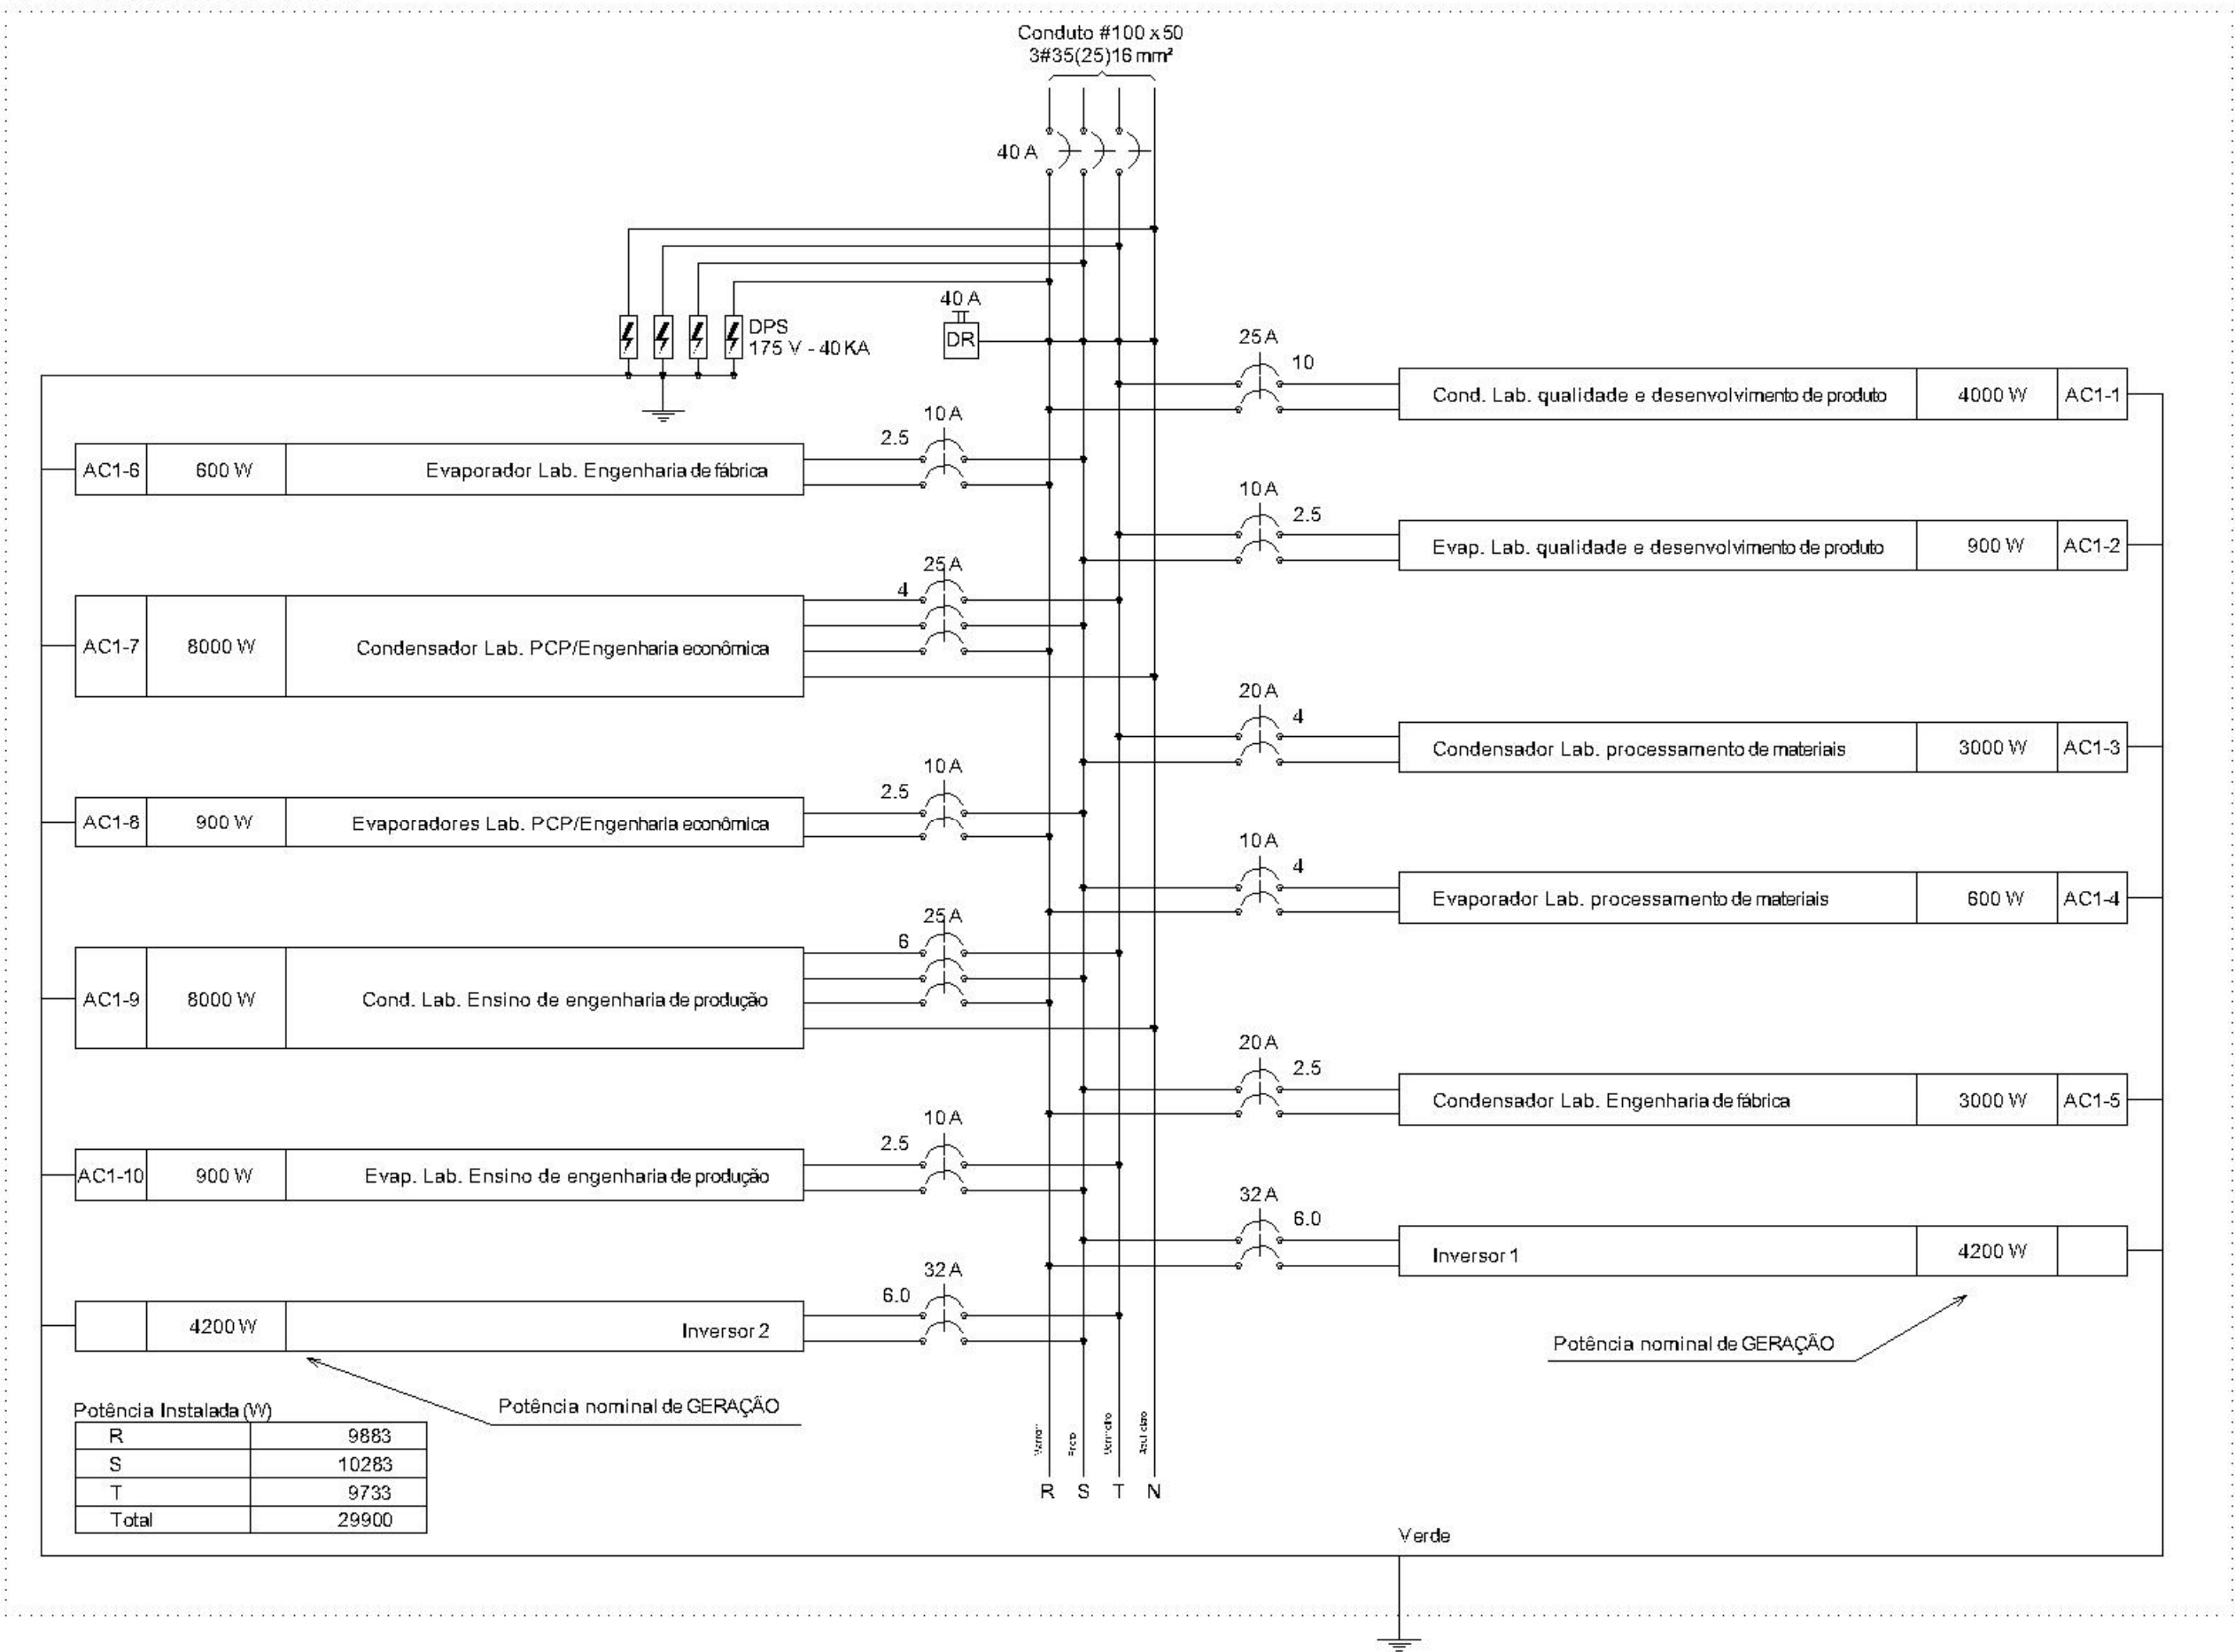 Conduto #100 x 50
3#35(25)16 mm²
40 A
DPS
175 V - 40 KA
40 A
DR
25 A
10
Cond. Lab. qualidade e desenvolvimento de produto 4000 W AC1-1
10 A
2.5
AC1-6 600 W Evaporador Lab. Engenharia de fábrica
10 A
2.5
Evap. Lab. qualidade e desenvolvimento de produto 900 W AC1-2
25 A
4
AC1-7 8000 W Condensador Lab. PCP/Engenharia econômica
20 A
4
Condensador Lab. processamento de materiais 3000 W AC1-3
10 A
2.5
AC1-8 900 W Evaporadores Lab. PCP/Engenharia econômica
10 A
4
Evaporador Lab. processamento de materiais 600 W AC1-4
25 A
6
AC1-9 8000 W Cond. Lab. Ensino de engenharia de produção
20 A
2.5
Condensador Lab. Engenharia de fábrica 3000 W AC1-5
10 A
2.5
AC1-10 900 W Evap. Lab. Ensino de engenharia de produção
32 A
6.0
Inversor 1 4200 W
32 A
6.0
4200 W Inversor 2
Potência nominal de GERAÇÃO
Potência nominal de GERAÇÃO
Potência Instalada (W)
R 9883
S 10283
T 9733
Total 29900
Preto
Vermelho
Azul claro
R S T N
Verde